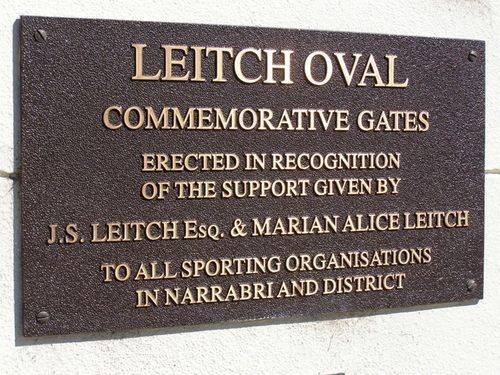 LEITCH OVAL
COMMEMORATIVE GATES
ERECTED IN RECOGNITION
OF THE SUPPORT GIVEN BY
J.S. LEITCH ESQ. & MARIAN ALICE LEITCH
TO ALL SPORTING ORGANISATIONS
IN NARRABRI AND DISTRICT